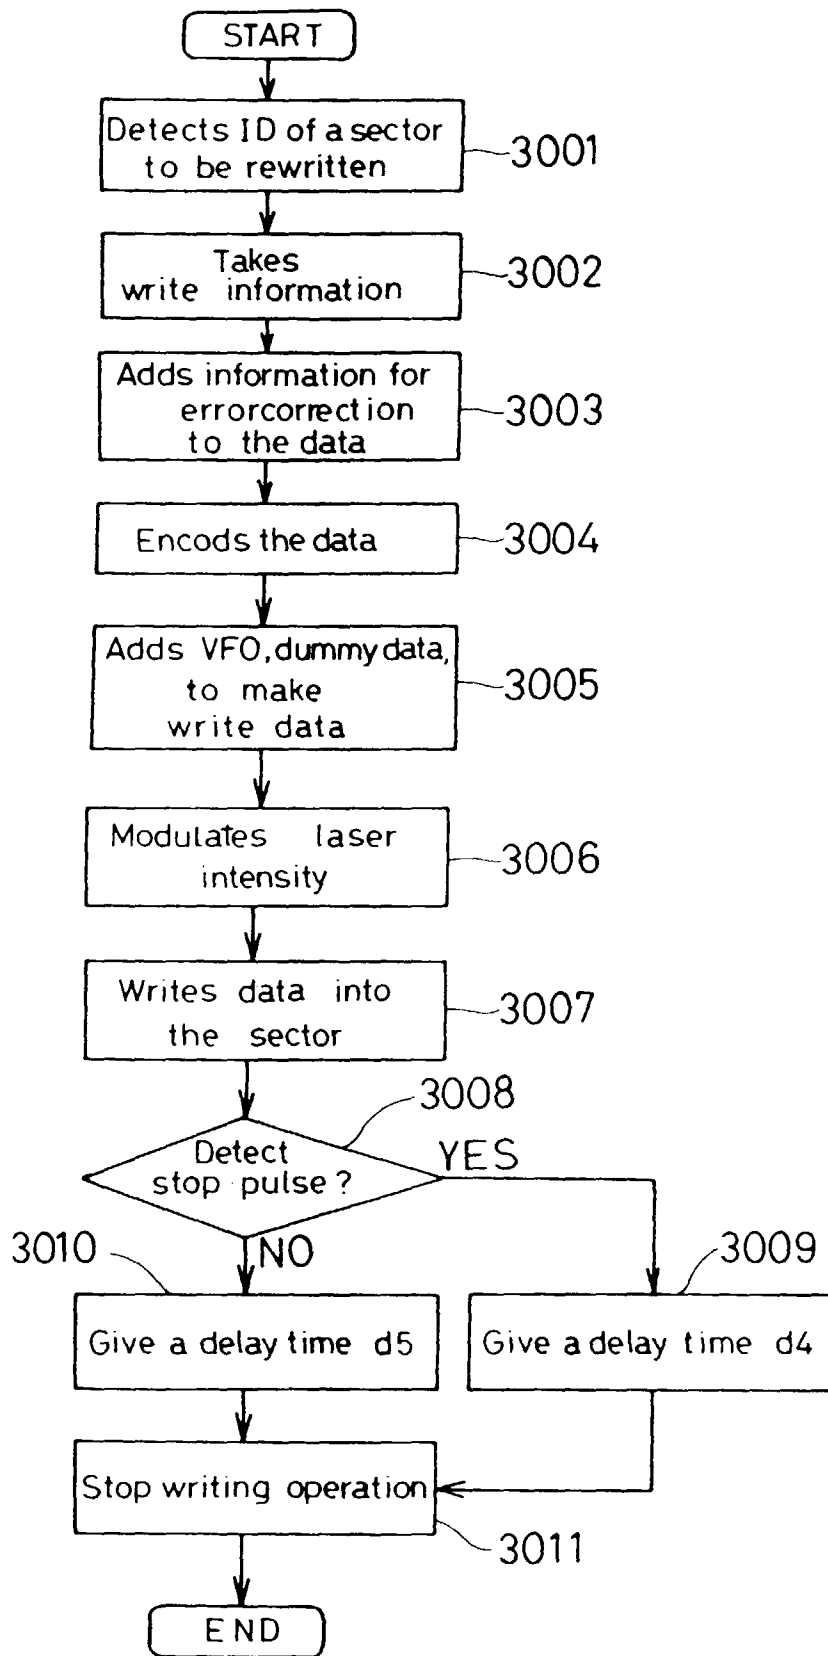 START
Detects ID of a sector
to be rewritten
3001
Takes
write information
3002
Adds information for
errorcorrection
to the data
3003
Encods the data
3004
Adds VFO, dummy data,
to make
write data
3005
Modulates laser
intensity
3006
Writes data into
the sector
3007
3008
Detect
stop pulse?
YES
NO
3010
3009
Give a delay time d5
Give a delay time d4
Stop writing operation
3011
END